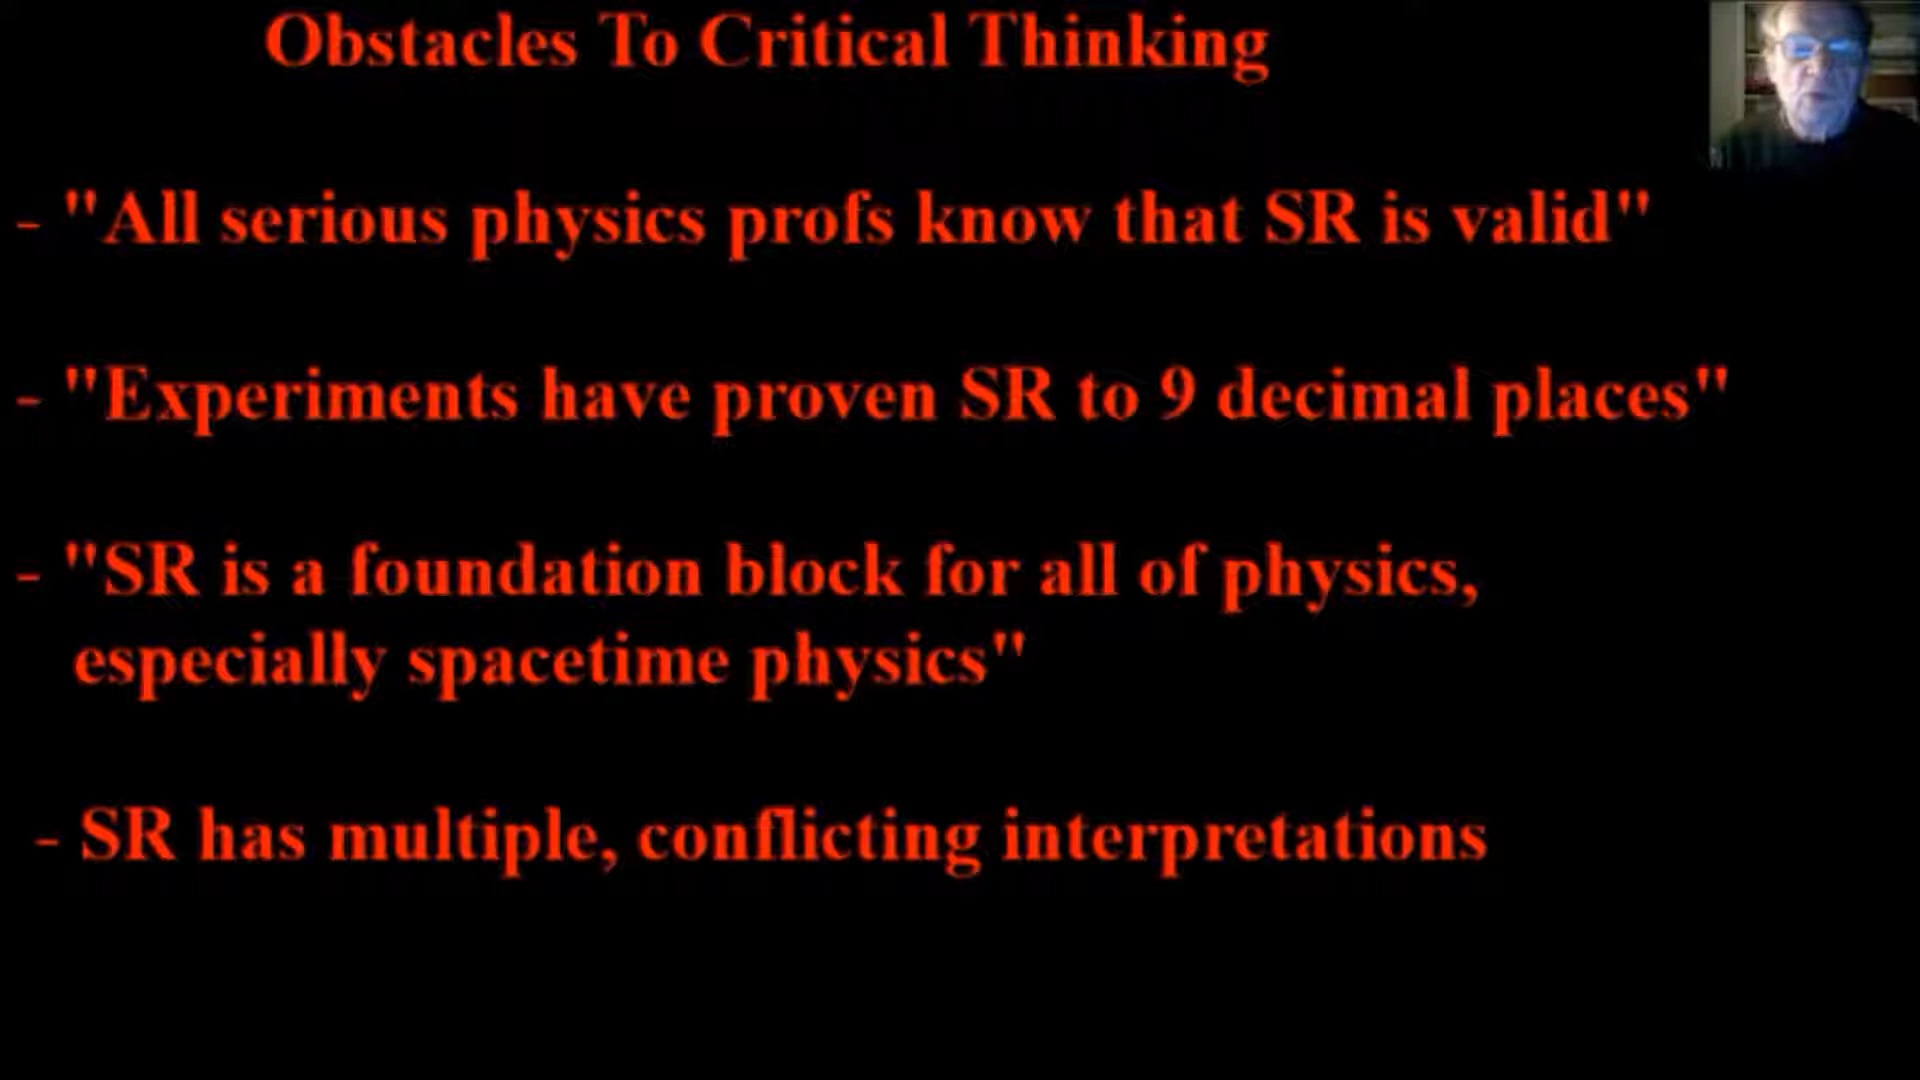 Obstacles To Critical Thinking
- "All serious physics profs know that SR is valid"
- "Experiments have proven SR to 9 decimal places"
- "SR is a foundation block for all of physics,
especially spacetime physics"
- SR has multiple, conflicting interpretations